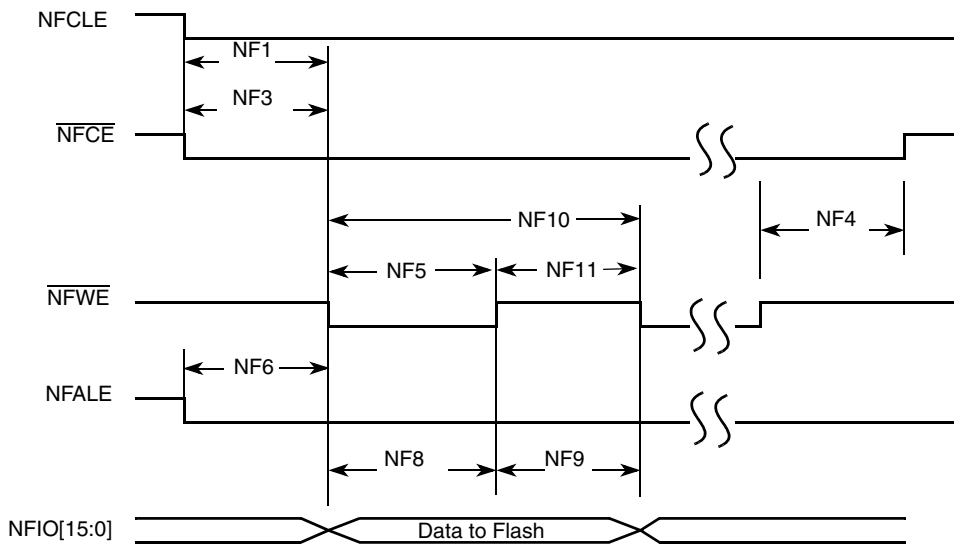 NFCLE
NF1
NF3
NFCE
NF10
NF4
NF5
NF11
NFWE
NF6
NFALE
NF8
NF9
NFIO[15:0]
Data to Flash